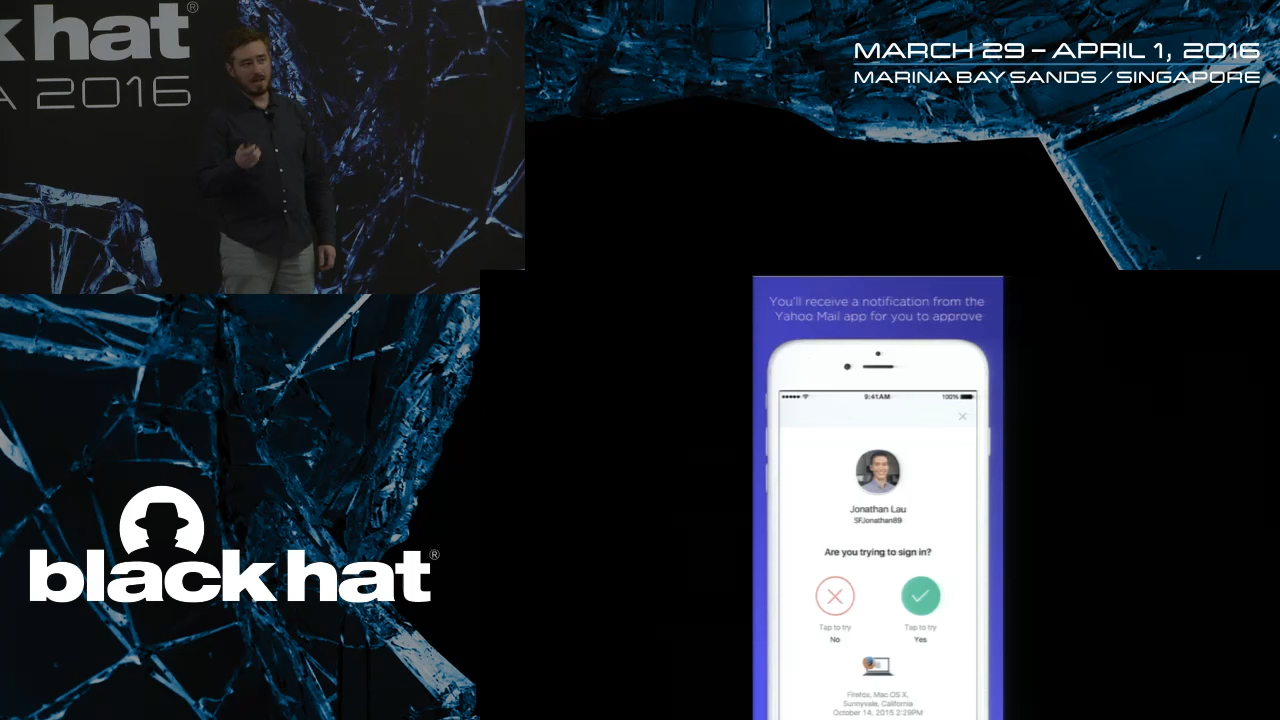 k hat®
A 2016
MARCH 29 – APRIL 1, 2016
MARINA BAY SANDS / SINGAPORE
You'll receive a notification from the
Yahoo Mail app for you to approve
9:41AM
100%
Jonathan Lau
SFJonathan89
Are you trying to sign in?
Tap to try
No
Tap to try
Yes
Firefox, Mac OS X,
Sunnyvale, California
October 14, 2015 2:29PM
black hat®